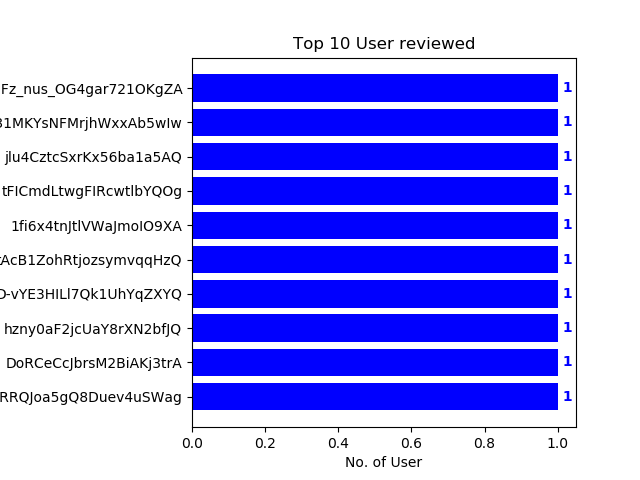 Top 10 User reviewed
Fz_nus_OG4gar721OKgZA 1
31MKYsNFMrjhWxxAb5wIw 1
jlu4CztcSxrKx56ba1a5AQ 1
tFICmdLtwgFIRcwtlbYQOg 1
1fi6x4tnJtlVWaJmoIO9XA 1
AcB1ZohRtjozsymvqqHzQ 1
O-vYE3HILl7Qk1UhYqZXYQ 1
hzny0aF2jcUaY8rXN2bfJQ 1
DoRCeCcJbrsM2BiAKj3trA 1
RRQJoa5gQ8Duev4uSWag 1
0.0 0.2 0.4 0.6 0.8 1.0
No. of User